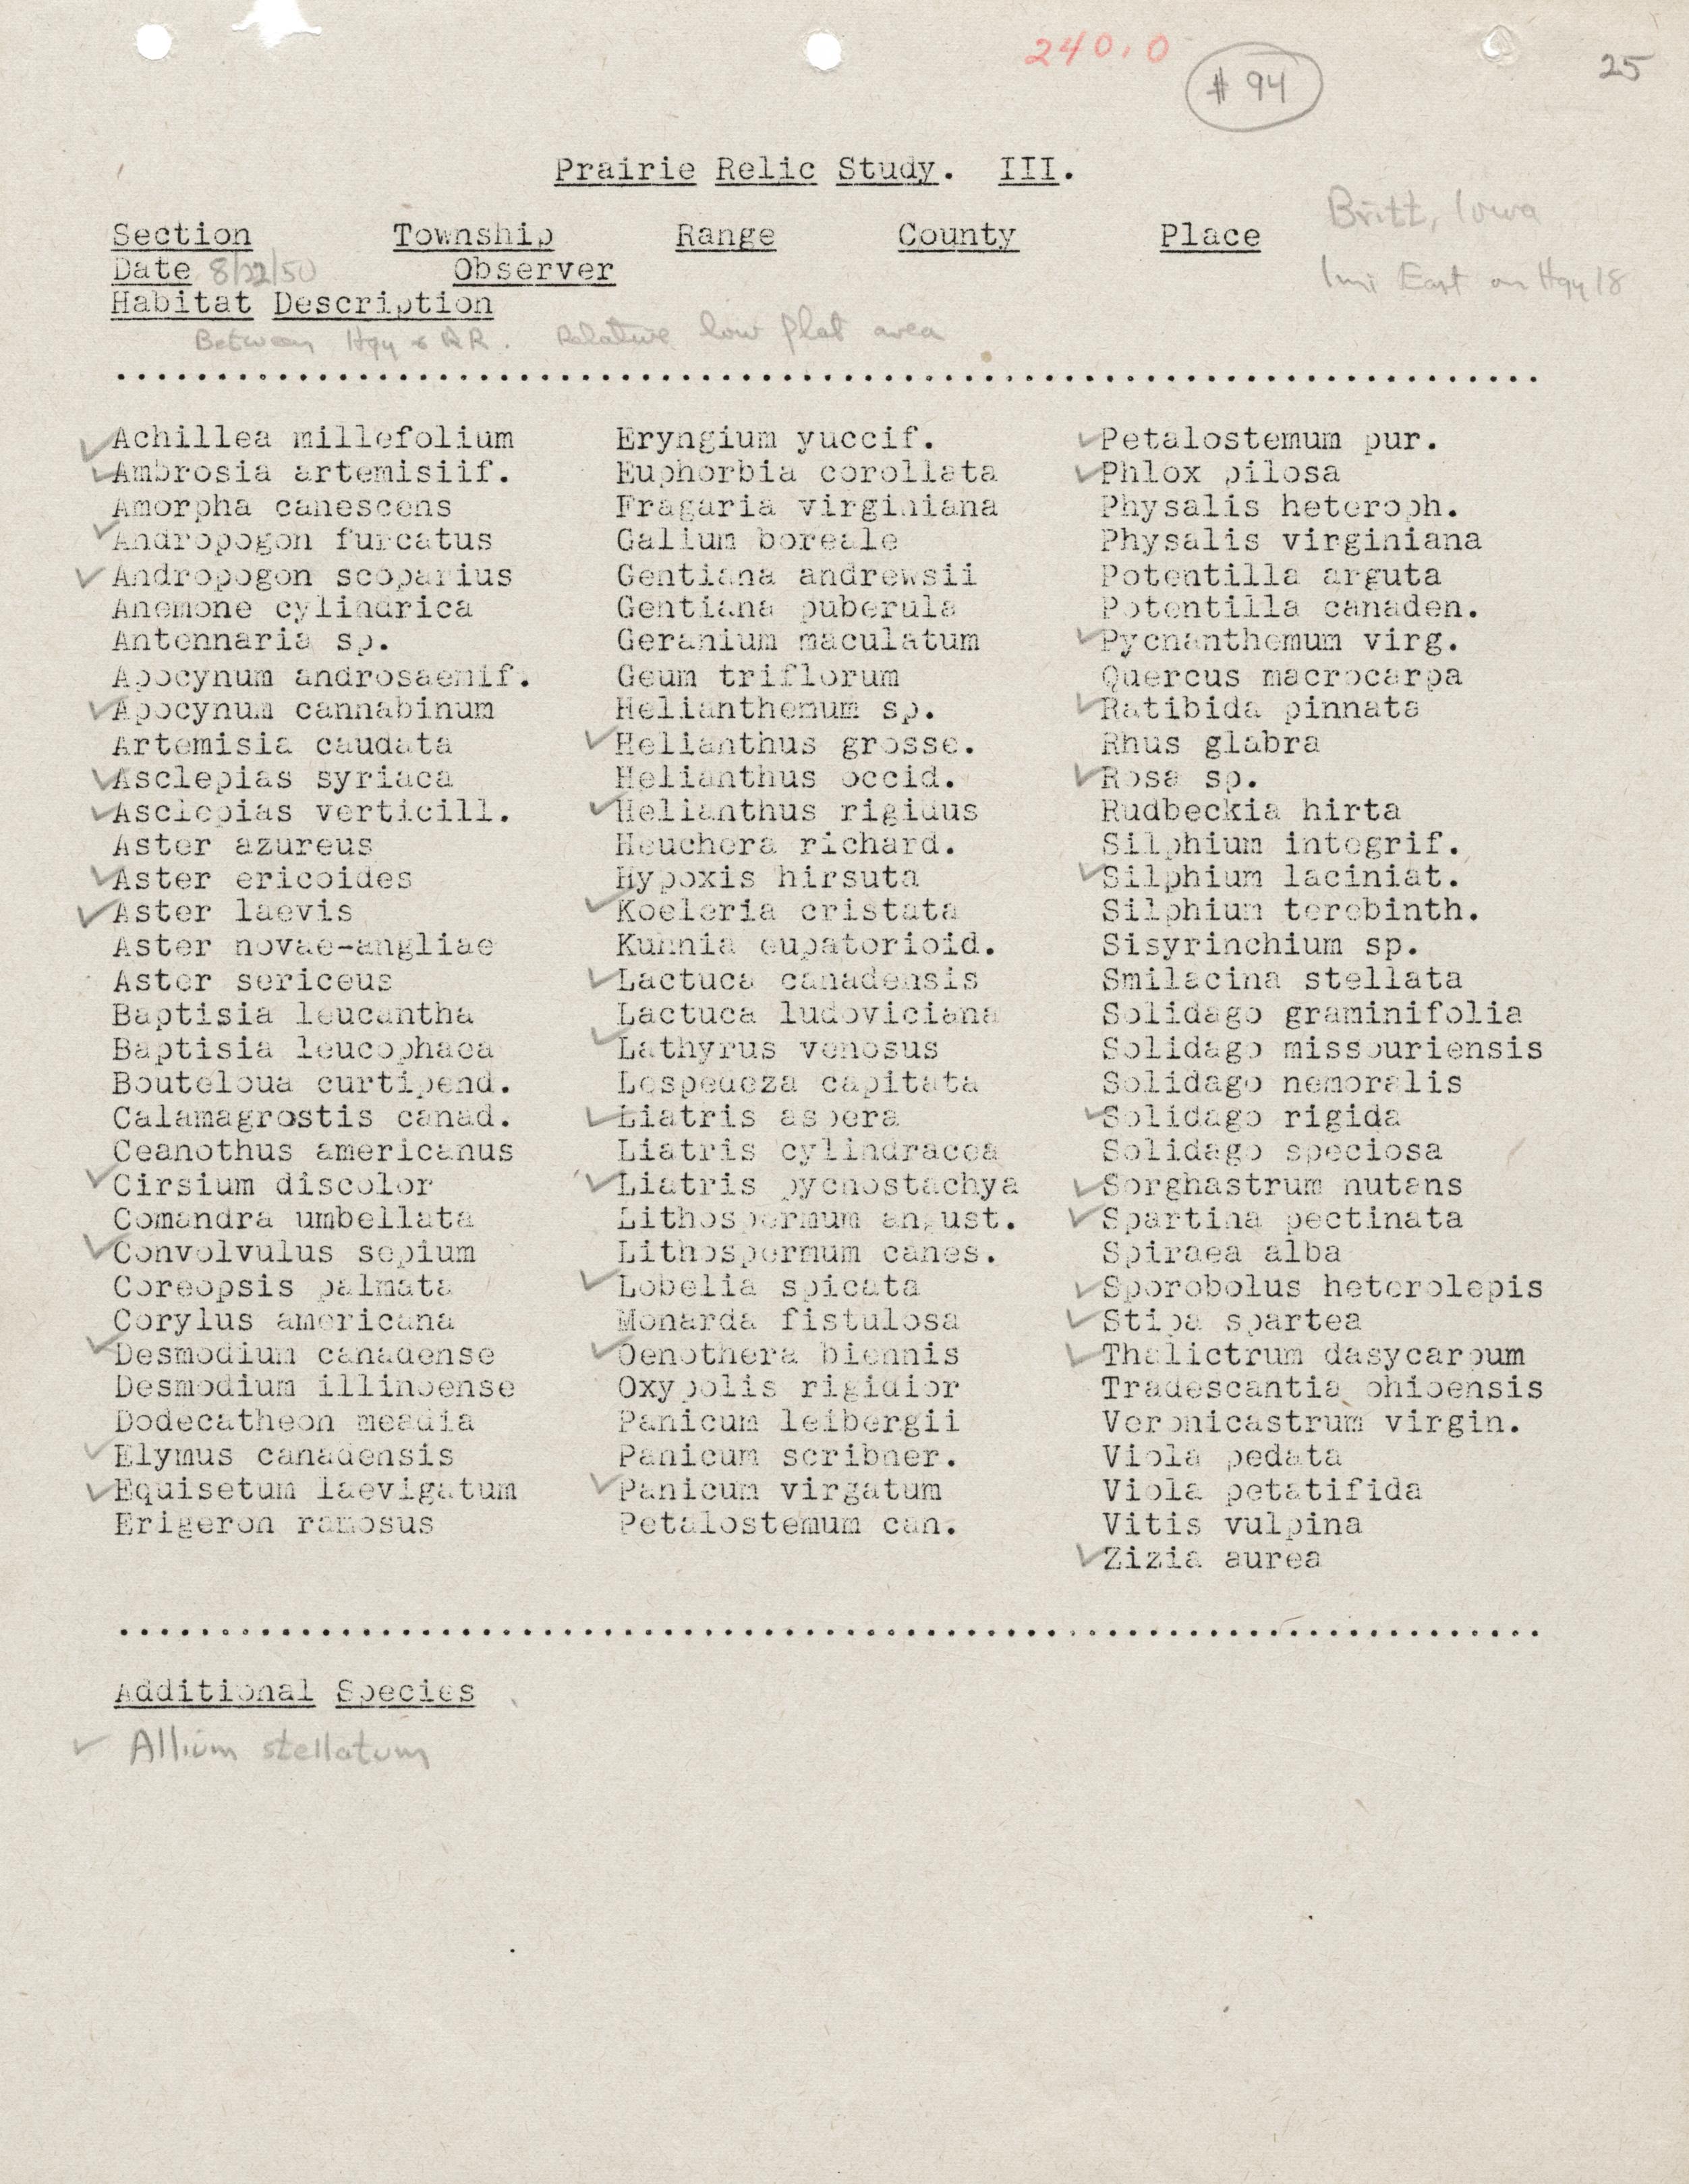 240.0
# 94
25
Prairie Relic Study. III.
Britt, Iowa
Section Township Range County Place
1 mi East on Hgy 18
Date 8/22/50 Observer
Habitat Description
Between Hgy & RR. Relative low flat area
✓ Achillea millefolium
✓ Ambrosia artemisiif.
Amorpha canescens
✓ Andropogon furcatus
✓ Andropogon scoparius
Anemone cylindrica
Antennaria sp.
Apocynum androsaemif.
✓ Apocynum cannabinum
Artemisia caudata
✓ Asclepias syriaca
✓ Asclepias verticill.
Aster azureus
✓ Aster ericoides
✓ Aster laevis
Aster novae-angliae
Aster sericeus
Baptisia leucantha
Baptisia leucophaea
Bouteloua curtipend.
Calamagrostis canad.
Ceanothus americanus
✓ Cirsium discolor
Comandra umbellata
✓ Convolvulus sepium
Coreopsis palmata
Corylus americana
✓ Desmodium canadense
Desmodium illinoense
Dodecatheon meadia
✓ Elymus canadensis
✓ Equisetum laevigatum
Erigeron ramosus
Eryngium yuccif.
Euphorbia corollata
Fragaria virginiana
Galium boreale
Gentiana andrewsii
Gentiana puberula
Geranium maculatum
Geum triflorum
Helianthemum sp.
✓ Helianthus grosse.
Helianthus occid.
✓ Helianthus rigidus
Heuchera richard.
Hypoxis hirsuta
✓ Koeleria cristata
Kuhnia eupatorioid.
✓ Lactuca canadensis
Lactuca ludoviciana
✓ Lathyrus venosus
Lespedeza capitata
✓ Liatris aspera
Liatris cylindracea
✓ Liatris pycnostachya
Lithospermum angust.
Lithospermum canes.
✓ Lobelia spicata
Monarda fistulosa
✓ Oenothera biennis
Oxypolis rigidior
Panicum leibergii
Panicum scribner.
✓ Panicum virgatum
Petalostemum can.
✓ Petalostemum pur.
✓ Phlox pilosa
Physalis heteroph.
Physalis virginiana
Potentilla arguta
Potentilla canaden.
✓ Pycnanthemum virg.
Quercus macrocarpa
✓ Ratibida pinnata
Rhus glabra
✓ Rosa sp.
Rudbeckia hirta
Silphium integrif.
✓ Silphium laciniat.
Silphium terebinth.
Sisyrinchium sp.
Smilacina stellata
Solidago graminifolia
Solidago missouriensis
Solidago nemoralis
✓ Solidago rigida
Solidago speciosa
✓ Sorghastrum nutans
✓ Spartina pectinata
Spiraea alba
✓ Sporobolus heterolepis
✓ Stipa spartea
✓ Thalictrum dasycarpum
Tradescantia ohioensis
Veronicastrum virgin.
Viola pedata
Viola petatifida
Vitis vulpina
✓ Zizia aurea
Additional Species
✓ Allium stellatum